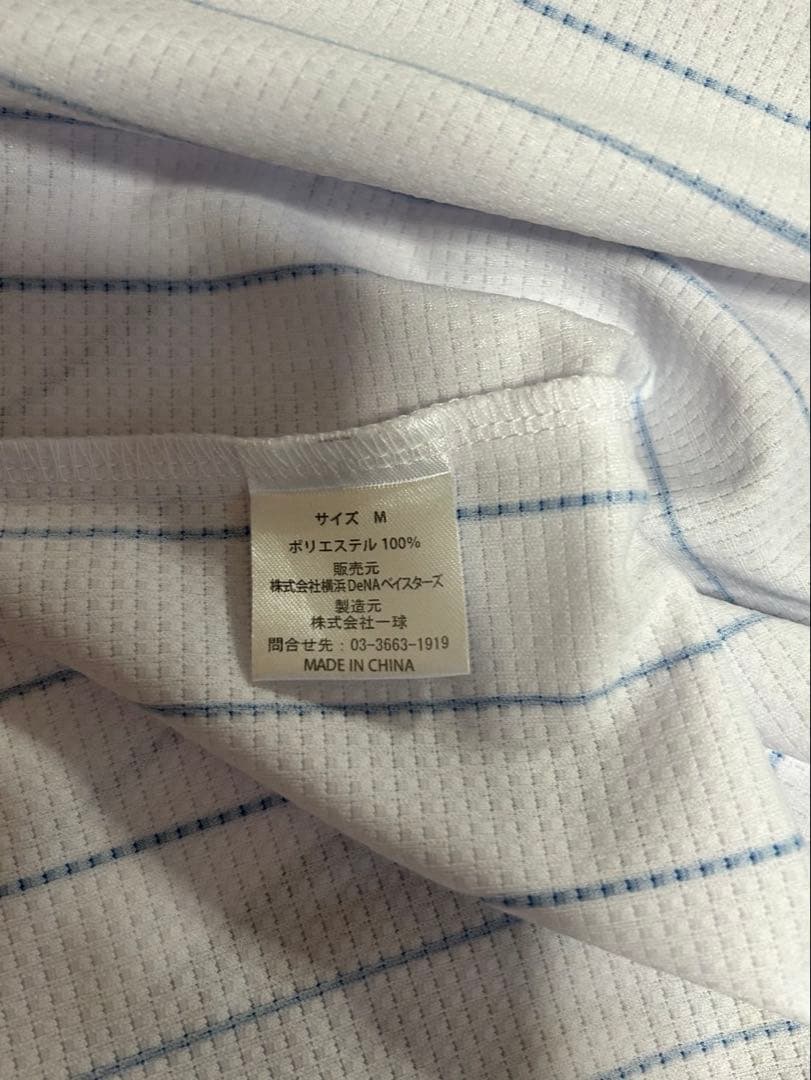 サイズ M
ポリエステル 100%
販売元
株式会社横浜DeNAベイスターズ
製造元
株式会社一球
問合せ先：03-3663-1919
MADE IN CHINA